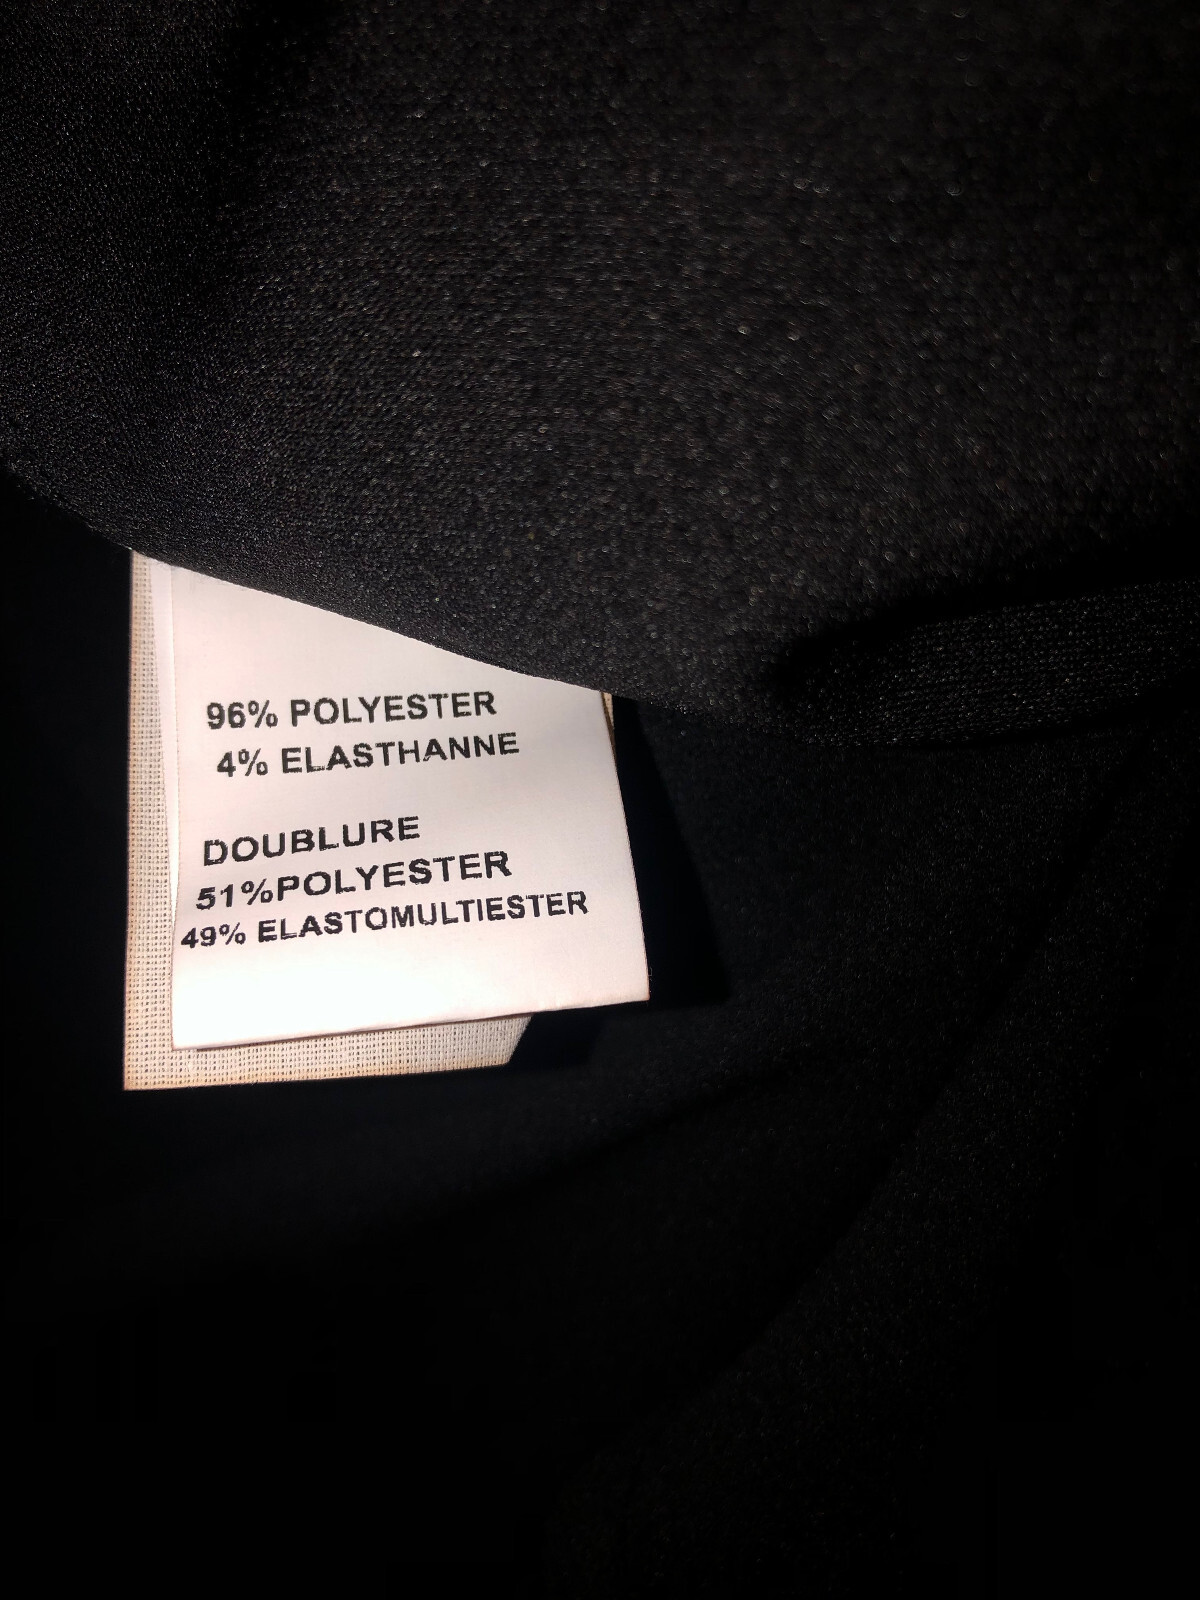 96% POLYESTER
4% ELASTHANNE
DOUBLURE
51%POLYESTER
49% ELASTOMULTIESTER